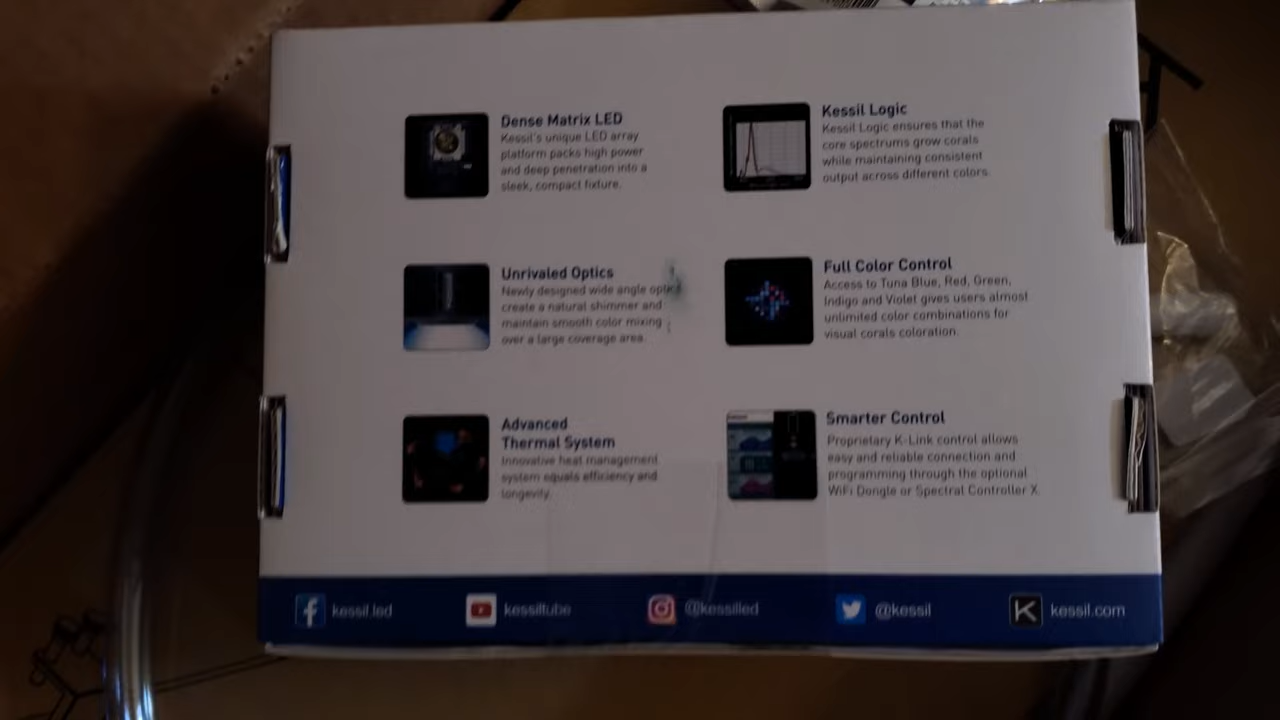 Dense Matrix LED
Kessil's unique LED array
platform packs high power
and deep penetration into a
sleek, compact fixture.
Kessil Logic
Kessil Logic ensures that the
core spectrums grow corals
while maintaining consistent
output across different colors.
Unrivaled Optics
Newly designed wide angle optics
create a natural shimmer and
maintain smooth color mixing
over a large coverage area.
Full Color Control
Access to Tuna Blue, Red, Green,
Indigo and Violet gives users almost
unlimited color combinations for
visual corals coloration.
Advanced
Thermal System
Innovative heat management
system equals efficiency and
longevity.
Smarter Control
Proprietary K-Link control allows
easy and reliable connection and
programming through the optional
WiFi Dongle or Spectral Controller X.
kessil.led
kessiltube
@kessilled
@kessil
kessil.com